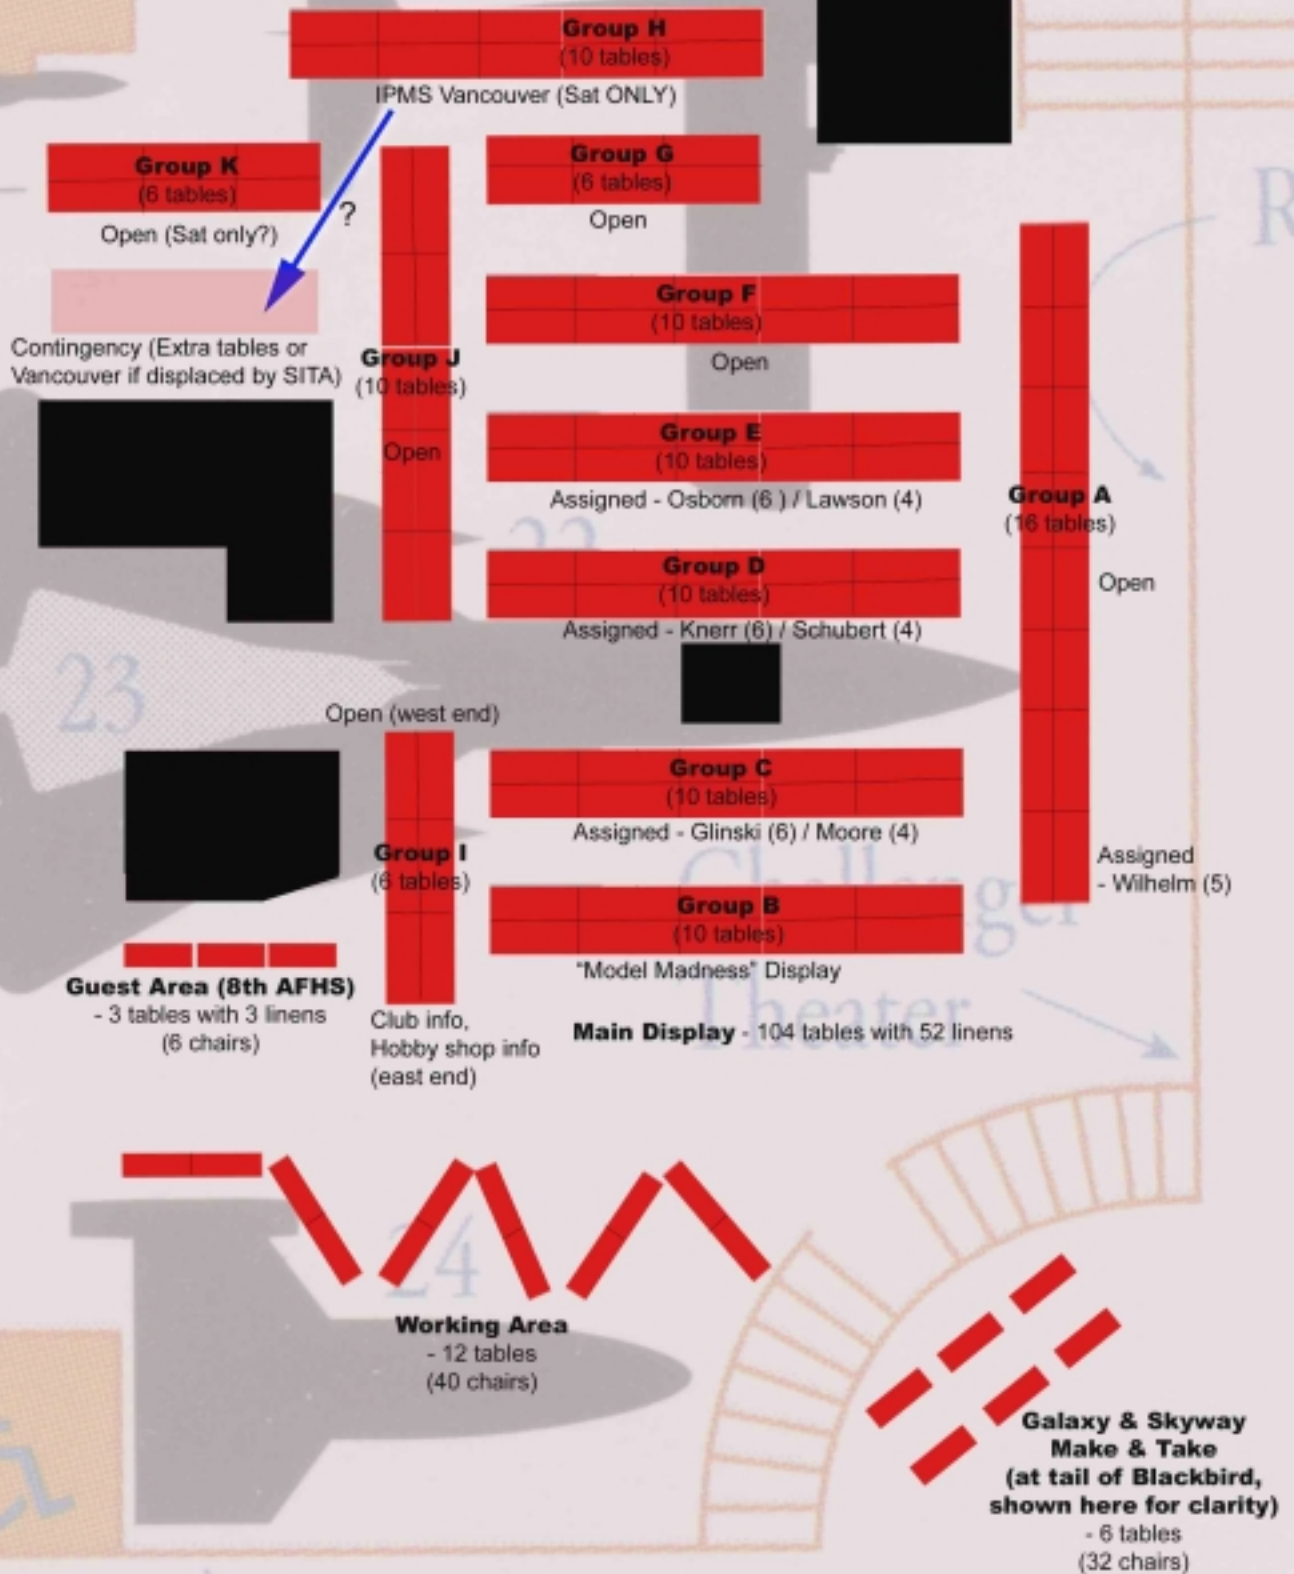 Group H
(10 tables)
IPMS Vancouver (Sat ONLY)
Group K
(6 tables)
Open (Sat only?)
?
Group G
(6 tables)
Open
R
Group F
(10 tables)
Open
Contingency (Extra tables or
Vancouver if displaced by SITA)
Group J
(10 tables)
Open
Group E
(10 tables)
Assigned - Osborn (6 ) / Lawson (4)
Group A
(16 tables)
Open
Group D
(10 tables)
Assigned - Knerr (6) / Schubert (4)
23
Open (west end)
Group C
(10 tables)
Assigned - Glinski (6) / Moore (4)
Group I
(6 tables)
Assigned
- Wilhelm (5)
Challenger
Theater
Group B
(10 tables)
"Model Madness" Display
Guest Area (8th AFHS)
- 3 tables with 3 linens
(6 chairs)
Club info,
Hobby shop info
(east end)
Main Display - 104 tables with 52 linens
24
Working Area
- 12 tables
(40 chairs)
Galaxy & Skyway
Make & Take
(at tail of Blackbird,
shown here for clarity)
- 6 tables
(32 chairs)